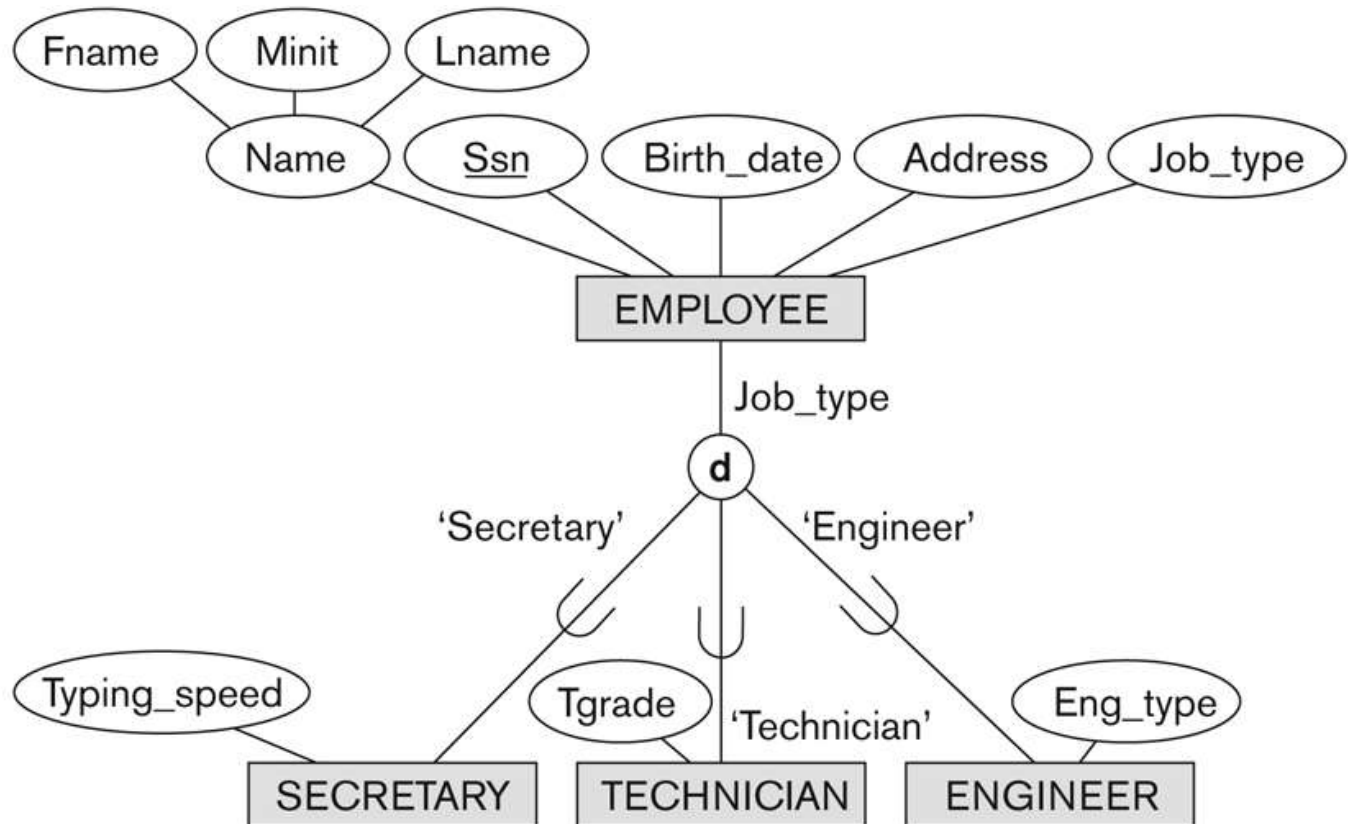 Fname Minit Lname
Name Ssn Birth_date Address Job_type
EMPLOYEE
Job_type
d
‘Secretary’ ‘Engineer’
Typing_speed Tgrade Eng_type
‘Technician’
SECRETARY TECHNICIAN ENGINEER